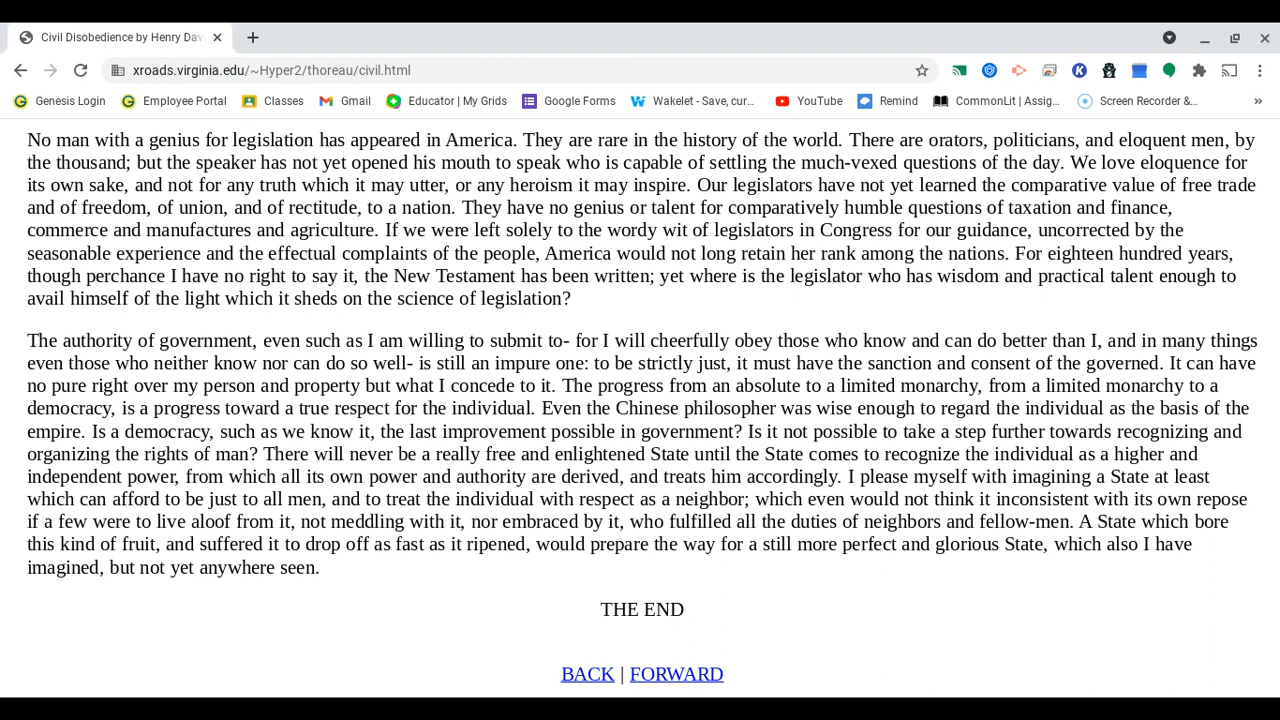 Civil Disobedience by Henry Dav
xroads.virginia.edu/~Hyper2/thoreau/civil.html
Genesis Login
Employee Portal
Classes
Gmail
Educator | My Grids
Google Forms
Wakelet - Save, cur...
YouTube
Remind
CommonLit | Assig...
Screen Recorder &...
No man with a genius for legislation has appeared in America. They are rare in the history of the world. There are orators, politicians, and eloquent men, by
the thousand; but the speaker has not yet opened his mouth to speak who is capable of settling the much-vexed questions of the day. We love eloquence for
its own sake, and not for any truth which it may utter, or any heroism it may inspire. Our legislators have not yet learned the comparative value of free trade
and of freedom, of union, and of rectitude, to a nation. They have no genius or talent for comparatively humble questions of taxation and finance,
commerce and manufactures and agriculture. If we were left solely to the wordy wit of legislators in Congress for our guidance, uncorrected by the
seasonable experience and the effectual complaints of the people, America would not long retain her rank among the nations. For eighteen hundred years,
though perchance I have no right to say it, the New Testament has been written; yet where is the legislator who has wisdom and practical talent enough to
avail himself of the light which it sheds on the science of legislation?
The authority of government, even such as I am willing to submit to- for I will cheerfully obey those who know and can do better than I, and in many things
even those who neither know nor can do so well- is still an impure one: to be strictly just, it must have the sanction and consent of the governed. It can have
no pure right over my person and property but what I concede to it. The progress from an absolute to a limited monarchy, from a limited monarchy to a
democracy, is a progress toward a true respect for the individual. Even the Chinese philosopher was wise enough to regard the individual as the basis of the
empire. Is a democracy, such as we know it, the last improvement possible in government? Is it not possible to take a step further towards recognizing and
organizing the rights of man? There will never be a really free and enlightened State until the State comes to recognize the individual as a higher and
independent power, from which all its own power and authority are derived, and treats him accordingly. I please myself with imagining a State at least
which can afford to be just to all men, and to treat the individual with respect as a neighbor; which even would not think it inconsistent with its own repose
if a few were to live aloof from it, not meddling with it, nor embraced by it, who fulfilled all the duties of neighbors and fellow-men. A State which bore
this kind of fruit, and suffered it to drop off as fast as it ripened, would prepare the way for a still more perfect and glorious State, which also I have
imagined, but not yet anywhere seen.
THE END
BACK | FORWARD